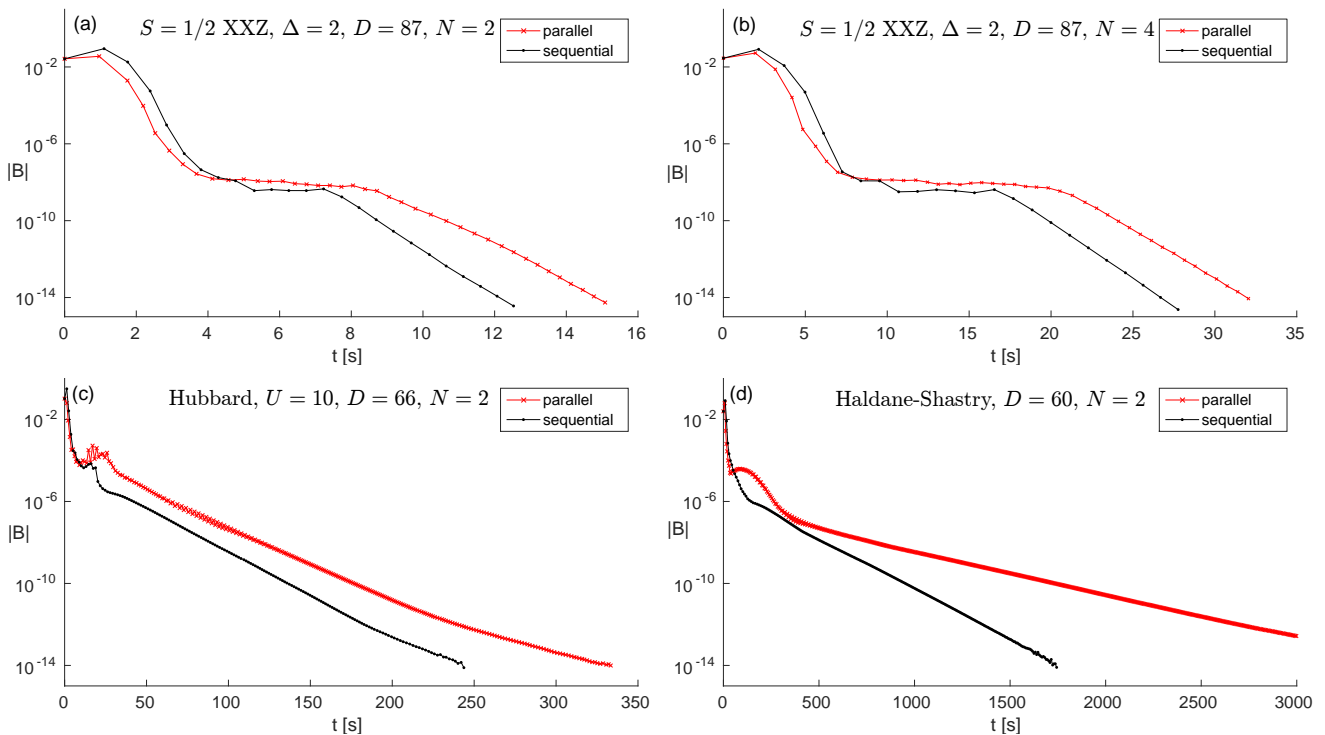 (a) S = 1/2 XXZ, Δ = 2, D = 87, N = 2
parallel
sequential
10^-2
10^-6
|B|
10^-10
10^-14
0 2 4 6 8 10 12 14 16
t [s]
(b) S = 1/2 XXZ, Δ = 2, D = 87, N = 4
parallel
sequential
10^-2
10^-6
|B|
10^-10
10^-14
0 5 10 15 20 25 30 35
t [s]
(c) Hubbard, U = 10, D = 66, N = 2
parallel
sequential
10^-2
10^-6
|B|
10^-10
10^-14
0 50 100 150 200 250 300 350
t [s]
(d) Haldane-Shastry, D = 60, N = 2
parallel
sequential
10^-2
10^-6
|B|
10^-10
10^-14
0 500 1000 1500 2000 2500 3000
t [s]